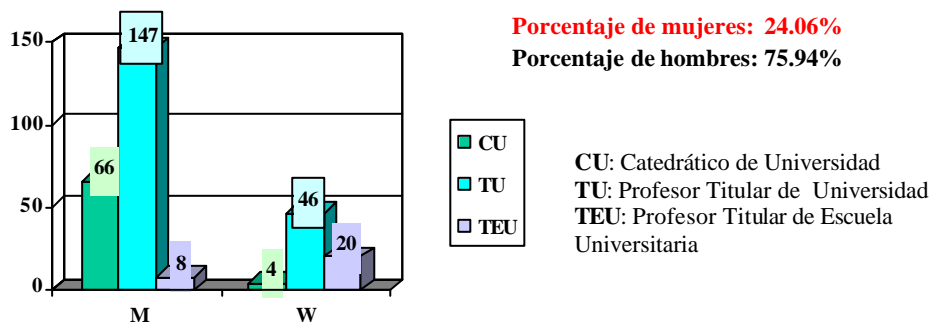 Porcentaje de mujeres: 24.06%
Porcentaje de hombres: 75.94%
150
100
50
0
147
66
8
46
20
4
M
W
CU
TU
TEU
CU: Catedrático de Universidad
TU: Profesor Titular de Universidad
TEU: Profesor Titular de Escuela
Universitaria